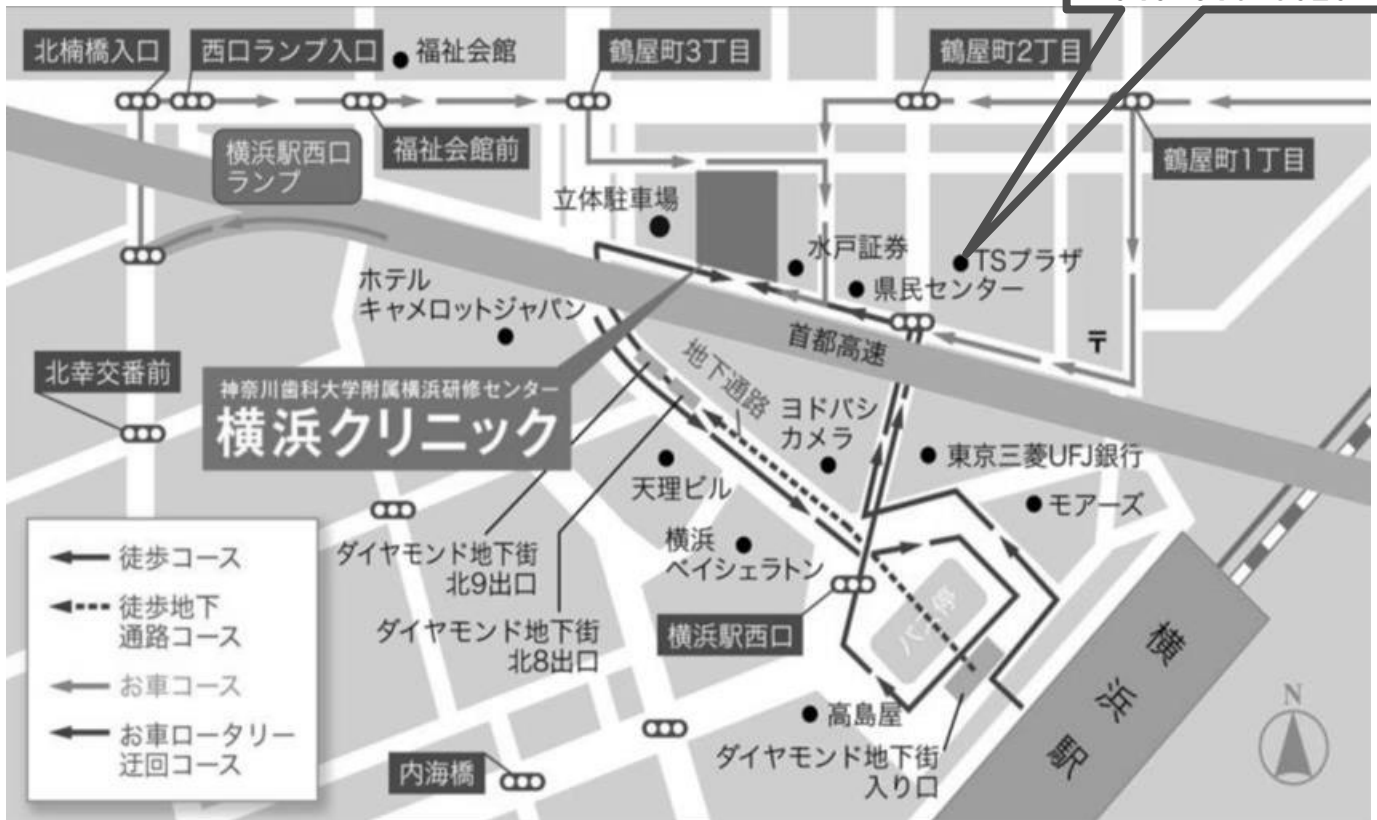 北楠橋入口
西口ランプ入口
福祉会館
鶴屋町3丁目
鶴屋町2丁目
横浜駅西口
ランプ
福祉会館前
鶴屋町1丁目
立体駐車場
水戸証券
TSプラザ
県民センター
ホテル
キャメロットジャパン
首都高速
〒
北幸交番前
神奈川歯科大学附属横浜研修センター
横浜クリニック
地下通路
ヨドバシ
カメラ
東京三菱UFJ銀行
天理ビル
モアーズ
ダイヤモンド地下街
北9出口
横浜
ベイシェラトン
ダイヤモンド地下街
北8出口
横浜駅西口
バス停
横浜駅
高島屋
ダイヤモンド地下街
入り口
内海橋
N
徒歩コース
徒歩地下
通路コース
お車コース
お車ロータリー
迂回コース